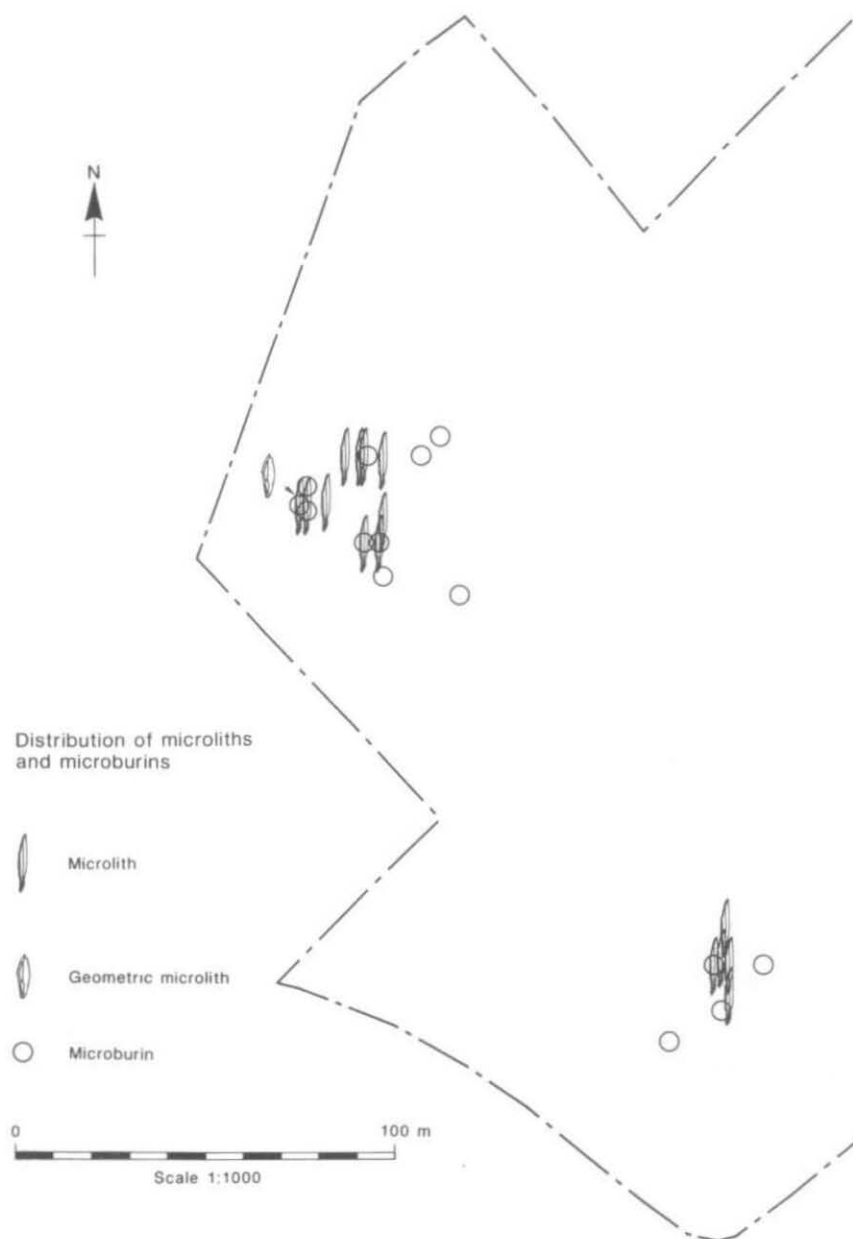 N
Distribution of microliths
and microburins
Microlith
Geometric microlith
Microburin
0 100 m
Scale 1:1000